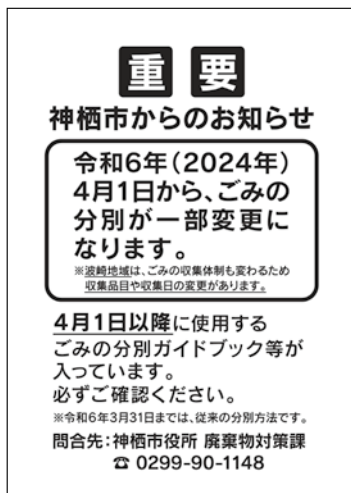 重要
神栖市からのお知らせ
令和6年(2024年)
4月1日から、ごみの
分別が一部変更に
なります。
※波崎地域は、ごみの収集体制も変わるため
収集品目や収集日の変更があります。
4月1日以降に使用する
ごみの分別ガイドブック等が
入っています。
必ずご確認ください。
※令和6年3月31日までは、従来の分別方法です。
問合先:神栖市役所 廃棄物対策課
☎ 0299-90-1148